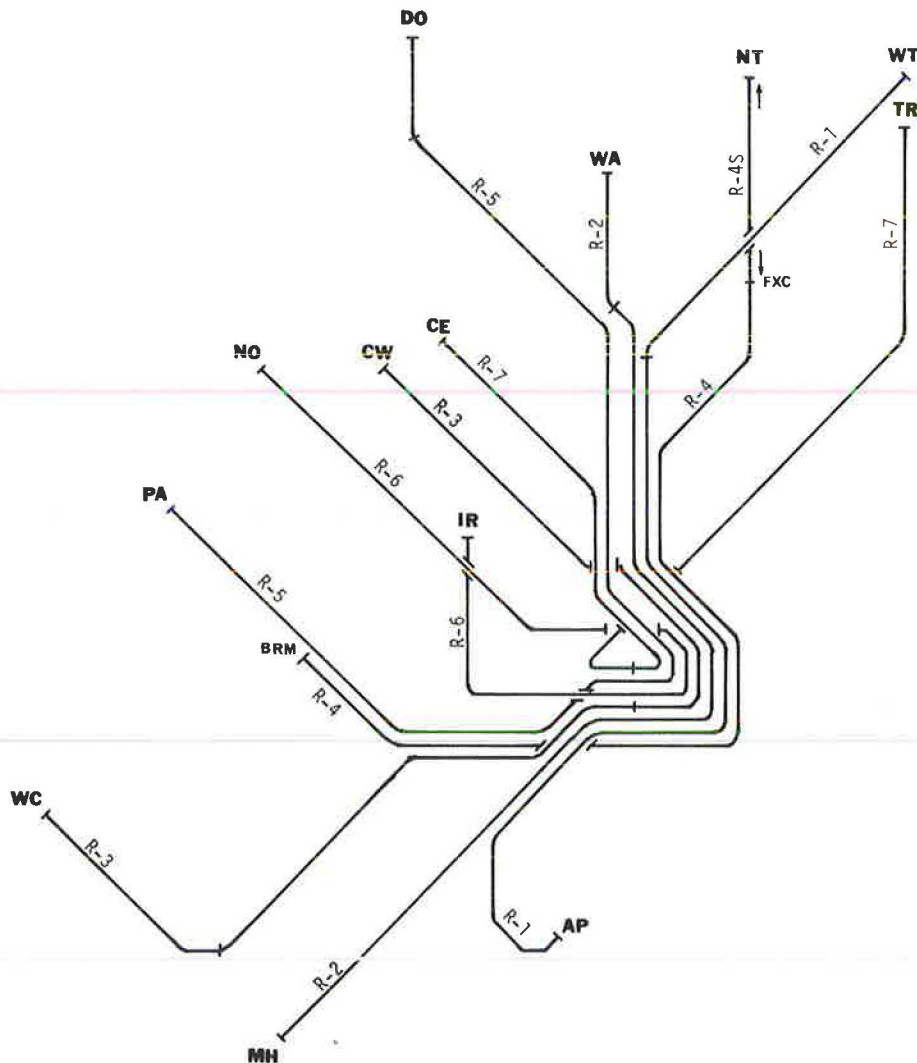 DO
NT
WT
TR
WA
R-5
R-2
R-4S
R-1
R-7
FXC
NO
CW
CE
R-7
R-3
R-4
R-6
PA
IR
R-5
R-6
BRM
R-4
WC
R-3
R-1
AP
R-2
MH